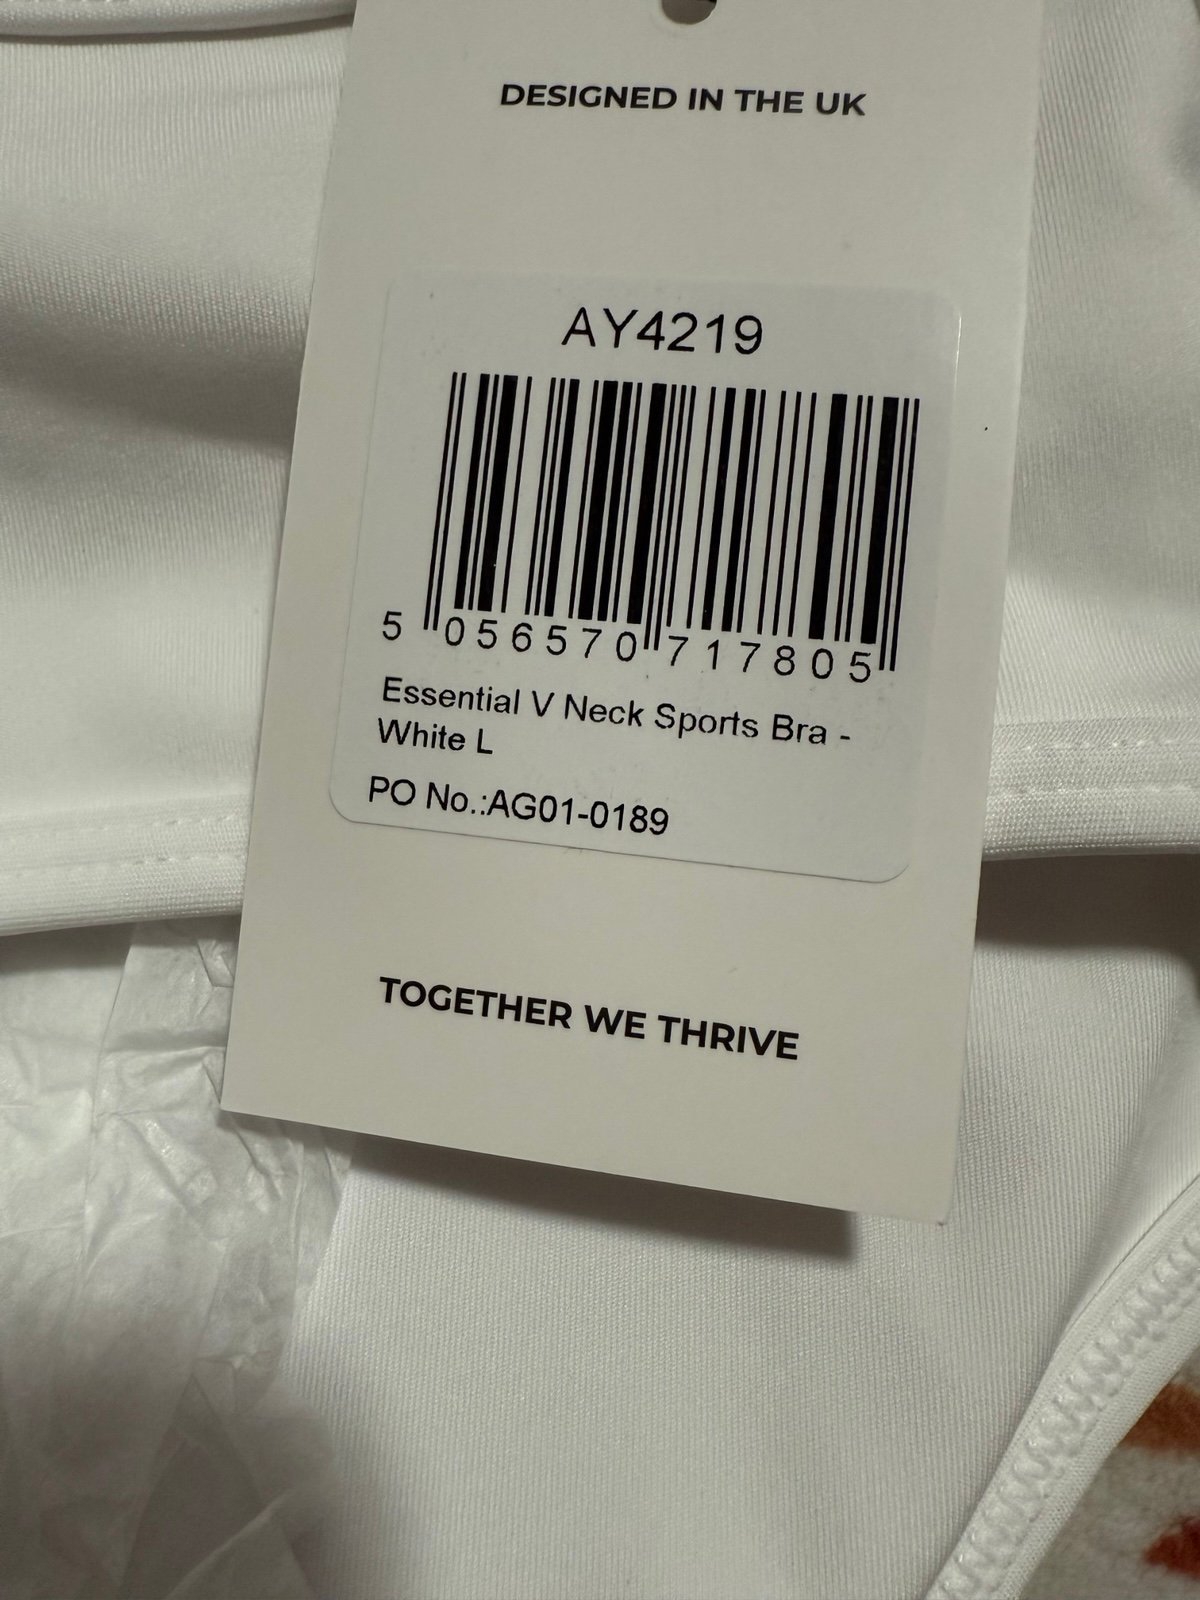 DESIGNED IN THE UK
AY4219
5 056570 717805
Essential V Neck Sports Bra -
White L
PO No.:AG01-0189
TOGETHER WE THRIVE